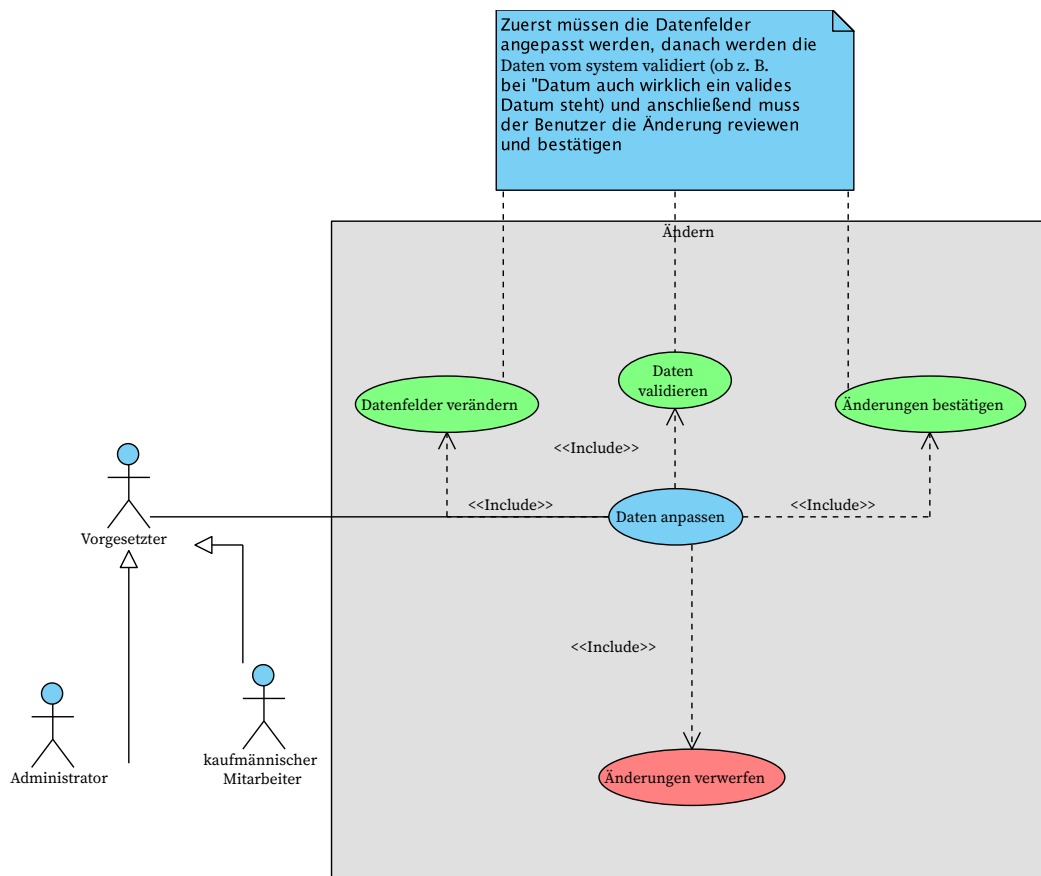 Zuerst müssen die Datenfelder
angepasst werden, danach werden die
Daten vom system validiert (ob z. B.
bei "Datum auch wirklich ein valides
Datum steht) und anschließend muss
der Benutzer die Änderung reviewen
und bestätigen
Ändern
Daten
validieren
Datenfelder verändern
Änderungen bestätigen
<<Include>>
<<Include>>
<<Include>>
Daten anpassen
Vorgesetzter
<<Include>>
kaufmännischer
Mitarbeiter
Administrator
Änderungen verwerfen